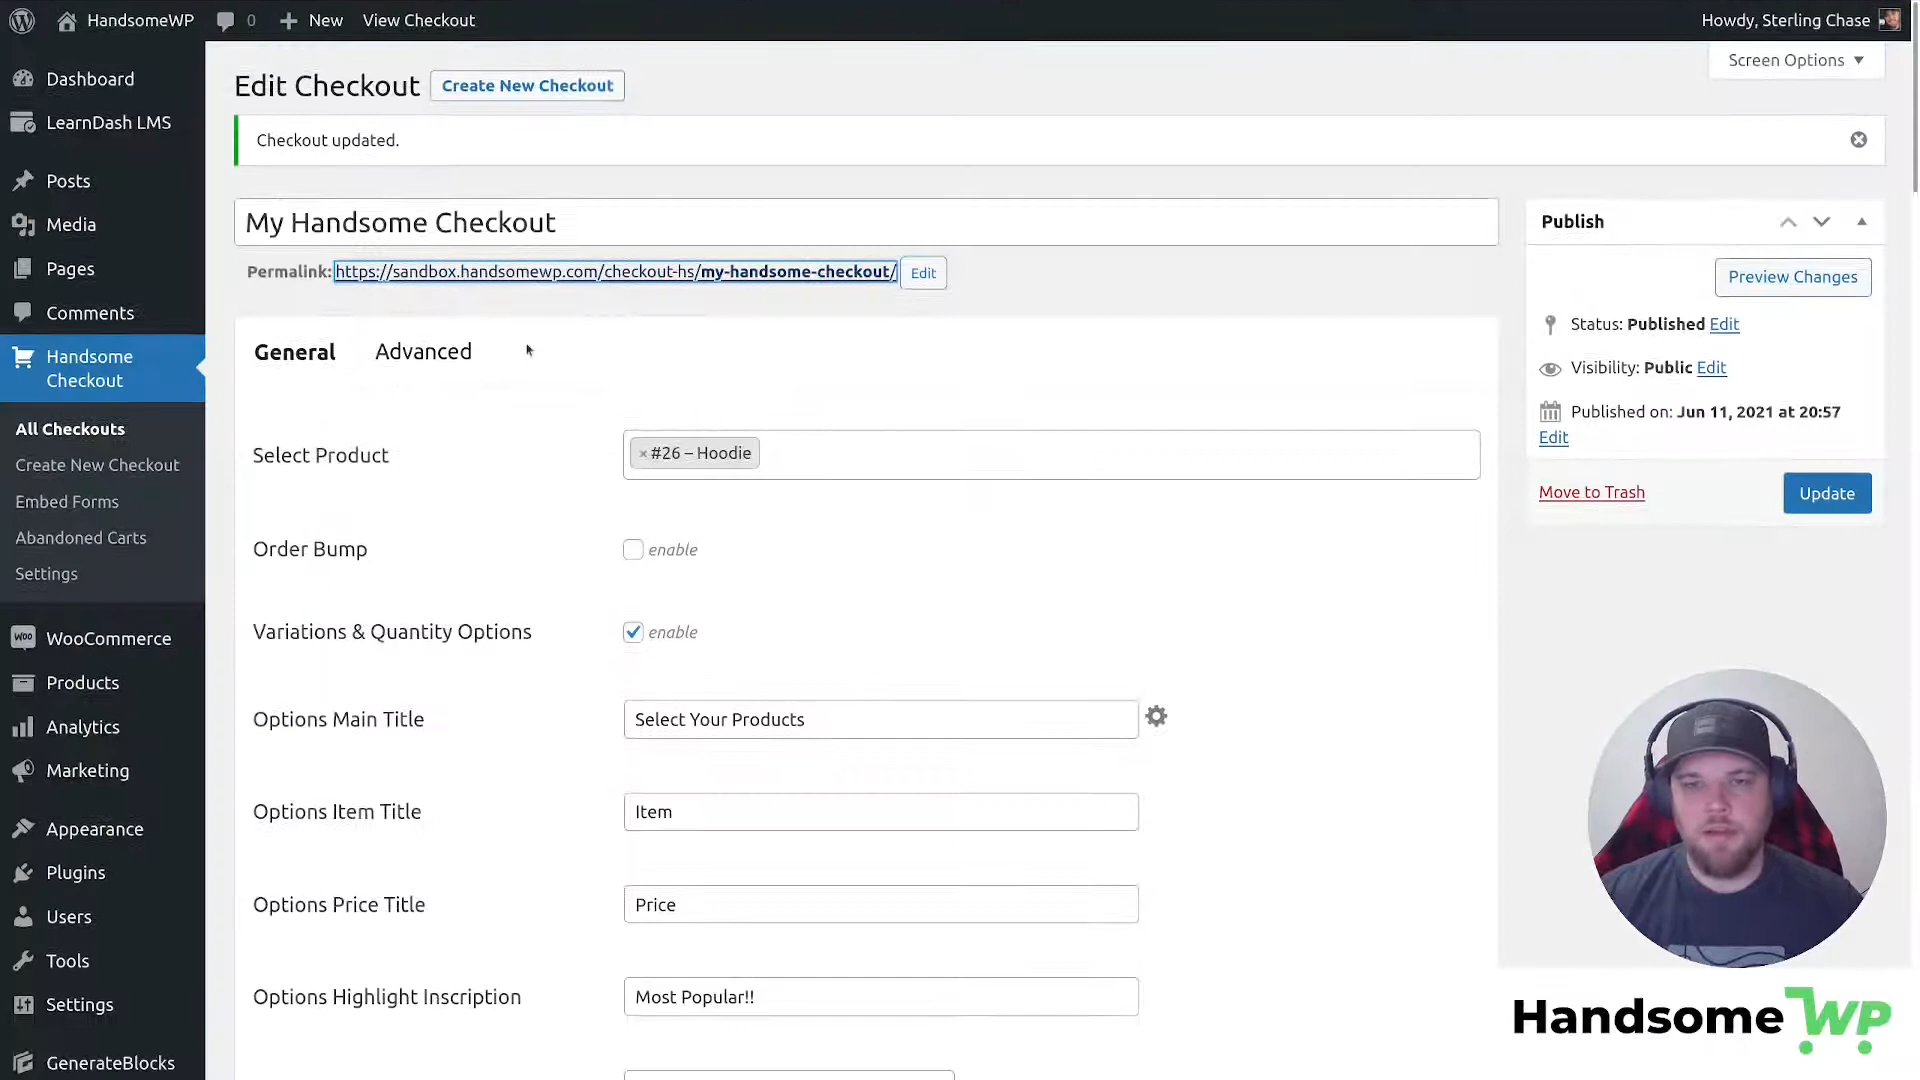 HandsomeWP 0 New View Checkout Howdy, Sterling Chase
Screen Options
Dashboard
LearnDash LMS
Posts
Media
Pages
Comments
Handsome
Checkout
All Checkouts
Create New Checkout
Embed Forms
Abandoned Carts
Settings
Woo WooCommerce
Products
Analytics
Marketing
Appearance
Plugins
Users
Tools
Settings
GenerateBlocks
Edit Checkout Create New Checkout
Checkout updated.
My Handsome Checkout
Permalink: https://sandbox.handsomewp.com/checkout-hs/my-handsome-checkout/ Edit
General Advanced
Select Product × #26 – Hoodie
Order Bump enable
Variations & Quantity Options enable
Options Main Title Select Your Products
Options Item Title Item
Options Price Title Price
Options Highlight Inscription Most Popular!!
Publish
Preview Changes
Status: Published Edit
Visibility: Public Edit
Published on: Jun 11, 2021 at 20:57
Edit
Move to Trash Update
Handsome WP